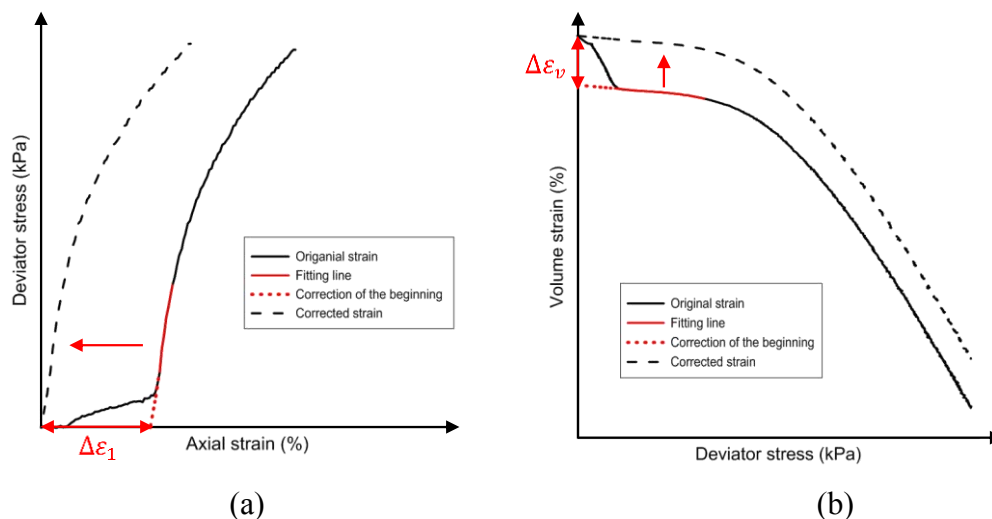 Deviator stress (kPa)
Origanial strain
Fitting line
Correction of the beginning
Corrected strain
Δε₁
Axial strain (%)
(a)
Δεᵥ
Volume strain (%)
Original strain
Fitting line
Correction of the beginning
Corrected strain
Deviator stress (kPa)
(b)